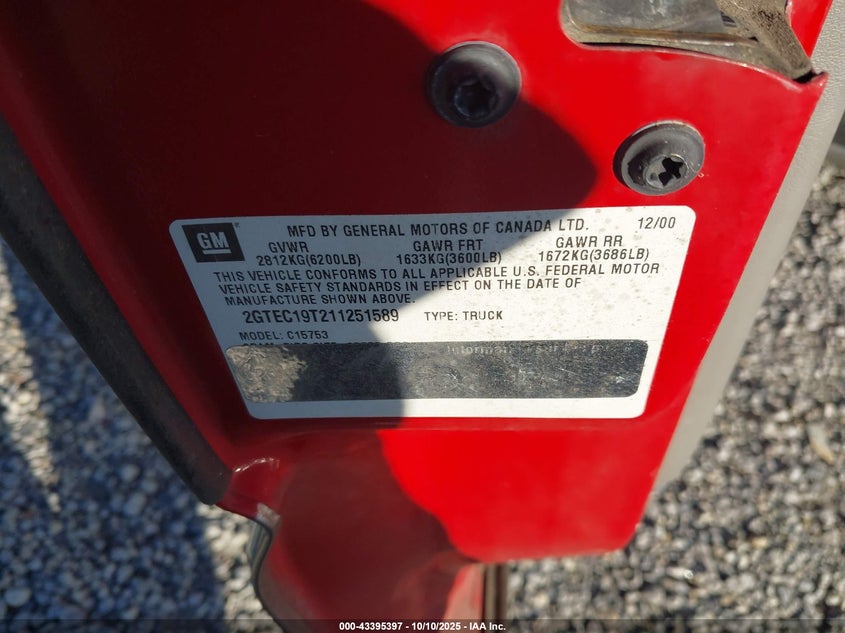 GM
MFD BY GENERAL MOTORS OF CANADA LTD. 12/00
GVWR GAWR FRT GAWR RR
2812KG(6200LB) 1633KG(3600LB) 1672KG(3686LB)
THIS VEHICLE CONFORMS TO ALL APPLICABLE U.S. FEDERAL MOTOR
VEHICLE SAFETY STANDARDS IN EFFECT ON THE DATE OF
MANUFACTURE SHOWN ABOVE.
2GTEC19T211251589 TYPE: TRUCK
MODEL: C15753
000-43395397 - 10/10/2025 - IAA Inc.